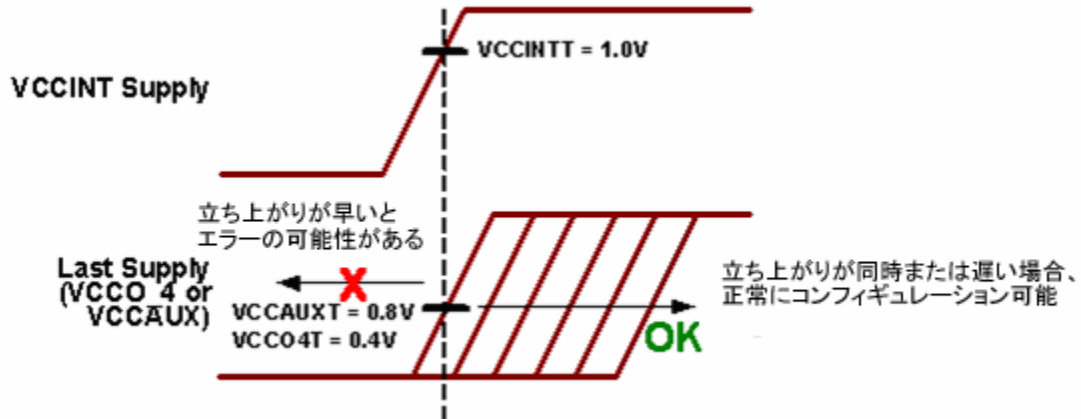 VCCINTT = 1.0V
VCCINT Supply
立ち上がりが早いと
エラーの可能性がある
Last Supply
(VCCO_4 or
VCCAUX)
X
VCCAUXT = 0.8V
VCCO4T = 0.4V
OK
立ち上がりが同時または遅い場合、
正常にコンフィギュレーション可能